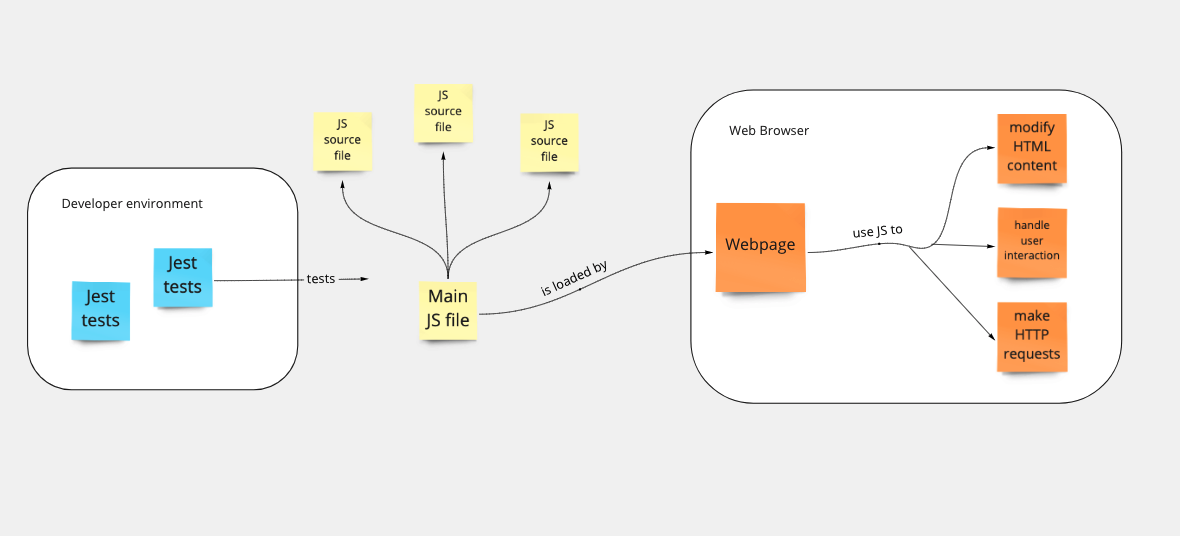 Developer environment
Jest
tests
Jest
tests
tests
JS
source
file
JS
source
file
JS
source
file
Main
JS file
is loaded by
Web Browser
Webpage
use JS to
modify
HTML
content
handle
user
interaction
make
HTTP
requests